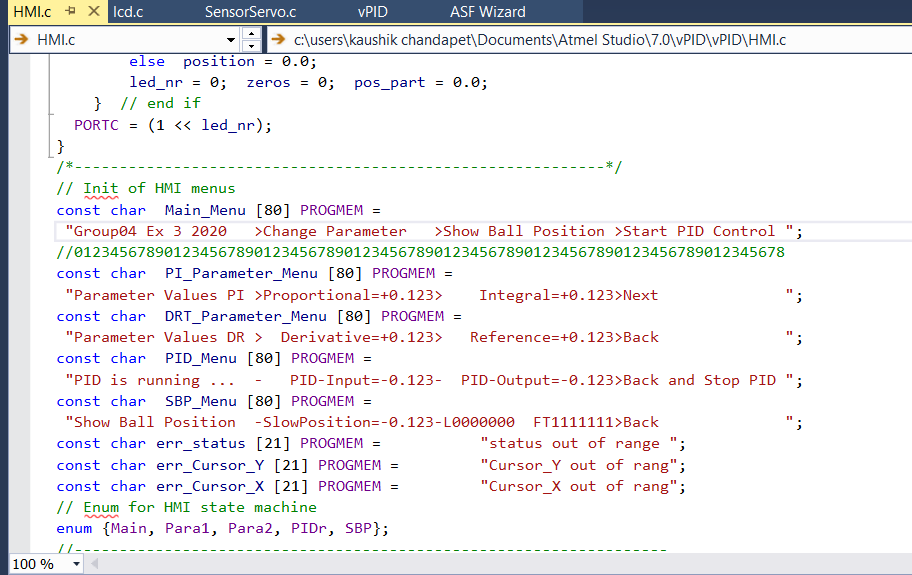 HMI.c lcd.c SensorServo.c vPID ASF Wizard
HMI.c c:\users\kaushik chandapet\Documents\Atmel Studio\7.0\vPID\vPID\HMI.c
else  position = 0.0;
led_nr = 0;  zeros = 0;  pos_part = 0.0;
}  // end if
PORTC = (1 << led_nr);
}
/*-----------------------------------------------------------*/
// Init of HMI menus
const char  Main_Menu [80] PROGMEM =
"Group04 Ex 3 2020   >Change Parameter   >Show Ball Position >Start PID Control ";
//0123456789012345678901234567890123456789012345678901234567890123456789012345678
const char  PI_Parameter_Menu [80] PROGMEM =
"Parameter Values PI >Proportional=+0.123>    Integral=+0.123>Next              ";
const char  DRT_Parameter_Menu [80] PROGMEM =
"Parameter Values DR >  Derivative=+0.123>   Reference=+0.123>Back              ";
const char  PID_Menu [80] PROGMEM =
"PID is running ...  -   PID-Input=-0.123-  PID-Output=-0.123>Back and Stop PID ";
const char  SBP_Menu [80] PROGMEM =
"Show Ball Position  -SlowPosition=-0.123-L0000000  FT1111111>Back              ";
const char err_status [21] PROGMEM =           "status out of range ";
const char err_Cursor_Y [21] PROGMEM =         "Cursor_Y out of rang";
const char err_Cursor_X [21] PROGMEM =         "Cursor_X out of rang";
// Enum for HMI state machine
enum {Main, Para1, Para2, PIDr, SBP};
//------------------------------------------------------------------
100 %